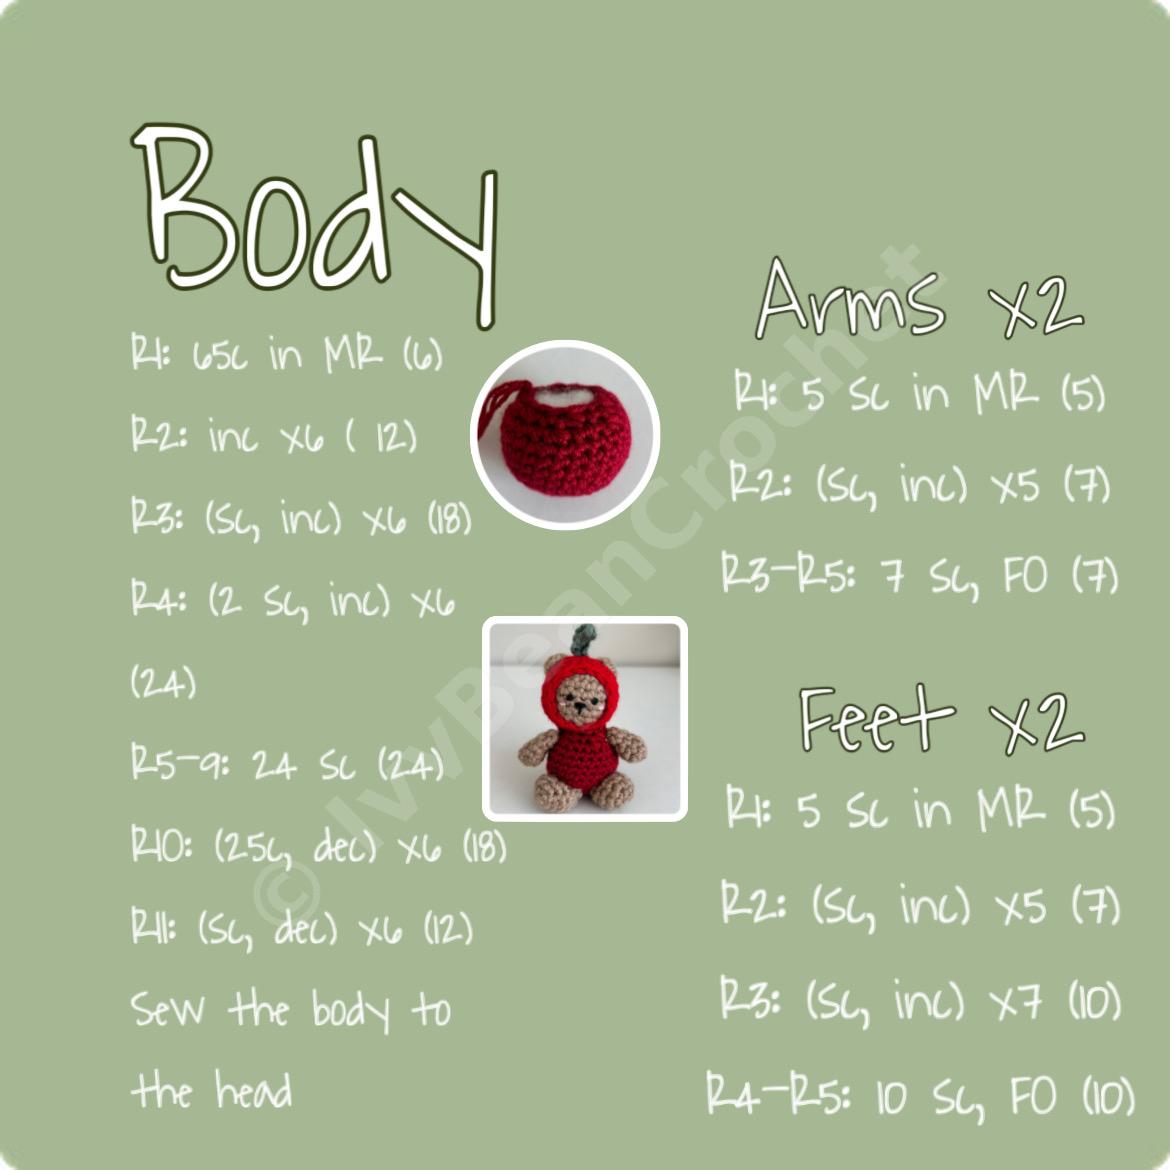 Body
R1: 6sc in MR (6)
R2: inc x6 ( 12)
R3: (Sc, inc) x6 (18)
R4: (2 Sc, inc) x6
(24)
R5-9: 24 Sc (24)
R10: (2Sc, dec) x6 (18)
R11: (Sc, dec) x6 (12)
Sew the body to
the head
Arms x2
R1: 5 Sc in MR (5)
R2: (Sc, inc) x5 (7)
R3-R5: 7 Sc, FO (7)
Feet x2
R1: 5 Sc in MR (5)
R2: (Sc, inc) x5 (7)
R3: (Sc, inc) x7 (10)
R4-R5: 10 Sc, FO (10)
© IvvBeanCrochet